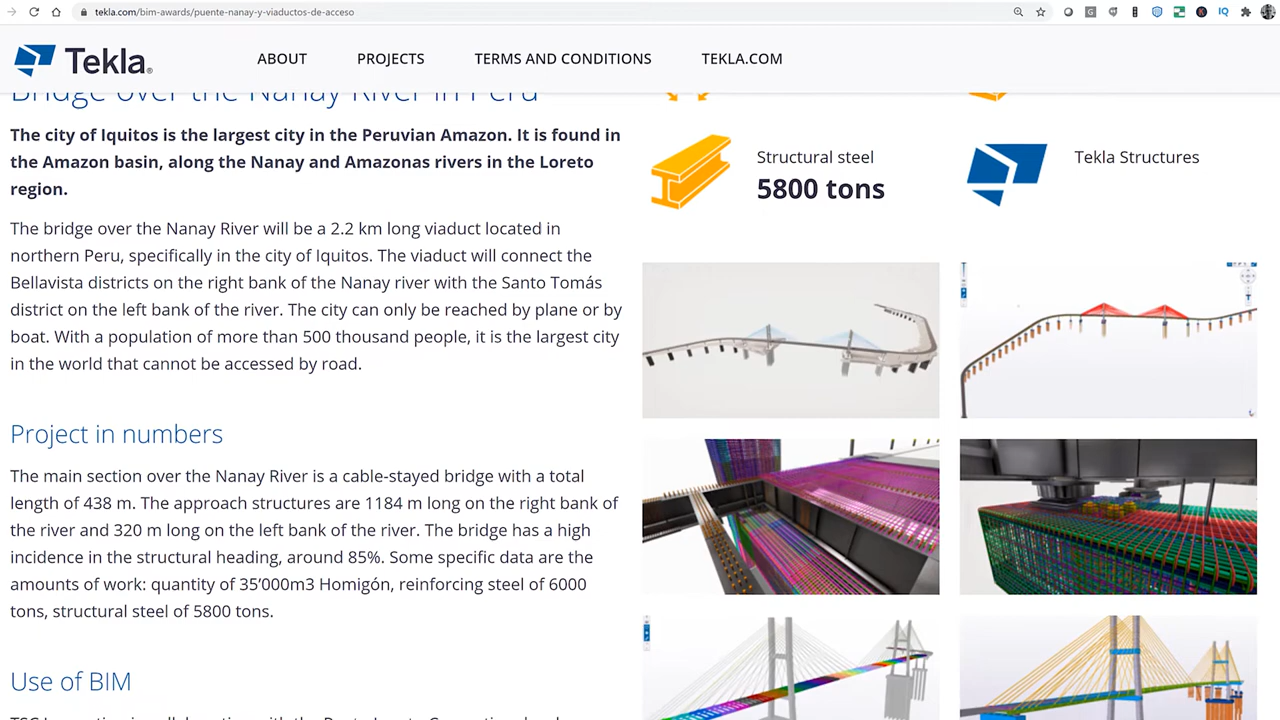 tekla.com/bim-awards/puente-nanay-y-viaductos-de-acceso
Tekla®
ABOUT
PROJECTS
TERMS AND CONDITIONS
TEKLA.COM
Bridge over the Nanay River in Peru
The city of Iquitos is the largest city in the Peruvian Amazon. It is found in
the Amazon basin, along the Nanay and Amazonas rivers in the Loreto
region.
The bridge over the Nanay River will be a 2.2 km long viaduct located in
northern Peru, specifically in the city of Iquitos. The viaduct will connect the
Bellavista districts on the right bank of the Nanay river with the Santo Tomás
district on the left bank of the river. The city can only be reached by plane or by
boat. With a population of more than 500 thousand people, it is the largest city
in the world that cannot be accessed by road.
Project in numbers
The main section over the Nanay River is a cable-stayed bridge with a total
length of 438 m. The approach structures are 1184 m long on the right bank of
the river and 320 m long on the left bank of the river. The bridge has a high
incidence in the structural heading, around 85%. Some specific data are the
amounts of work: quantity of 35’000m3 Homigón, reinforcing steel of 6000
tons, structural steel of 5800 tons.
Use of BIM
Structural steel
5800 tons
Tekla Structures